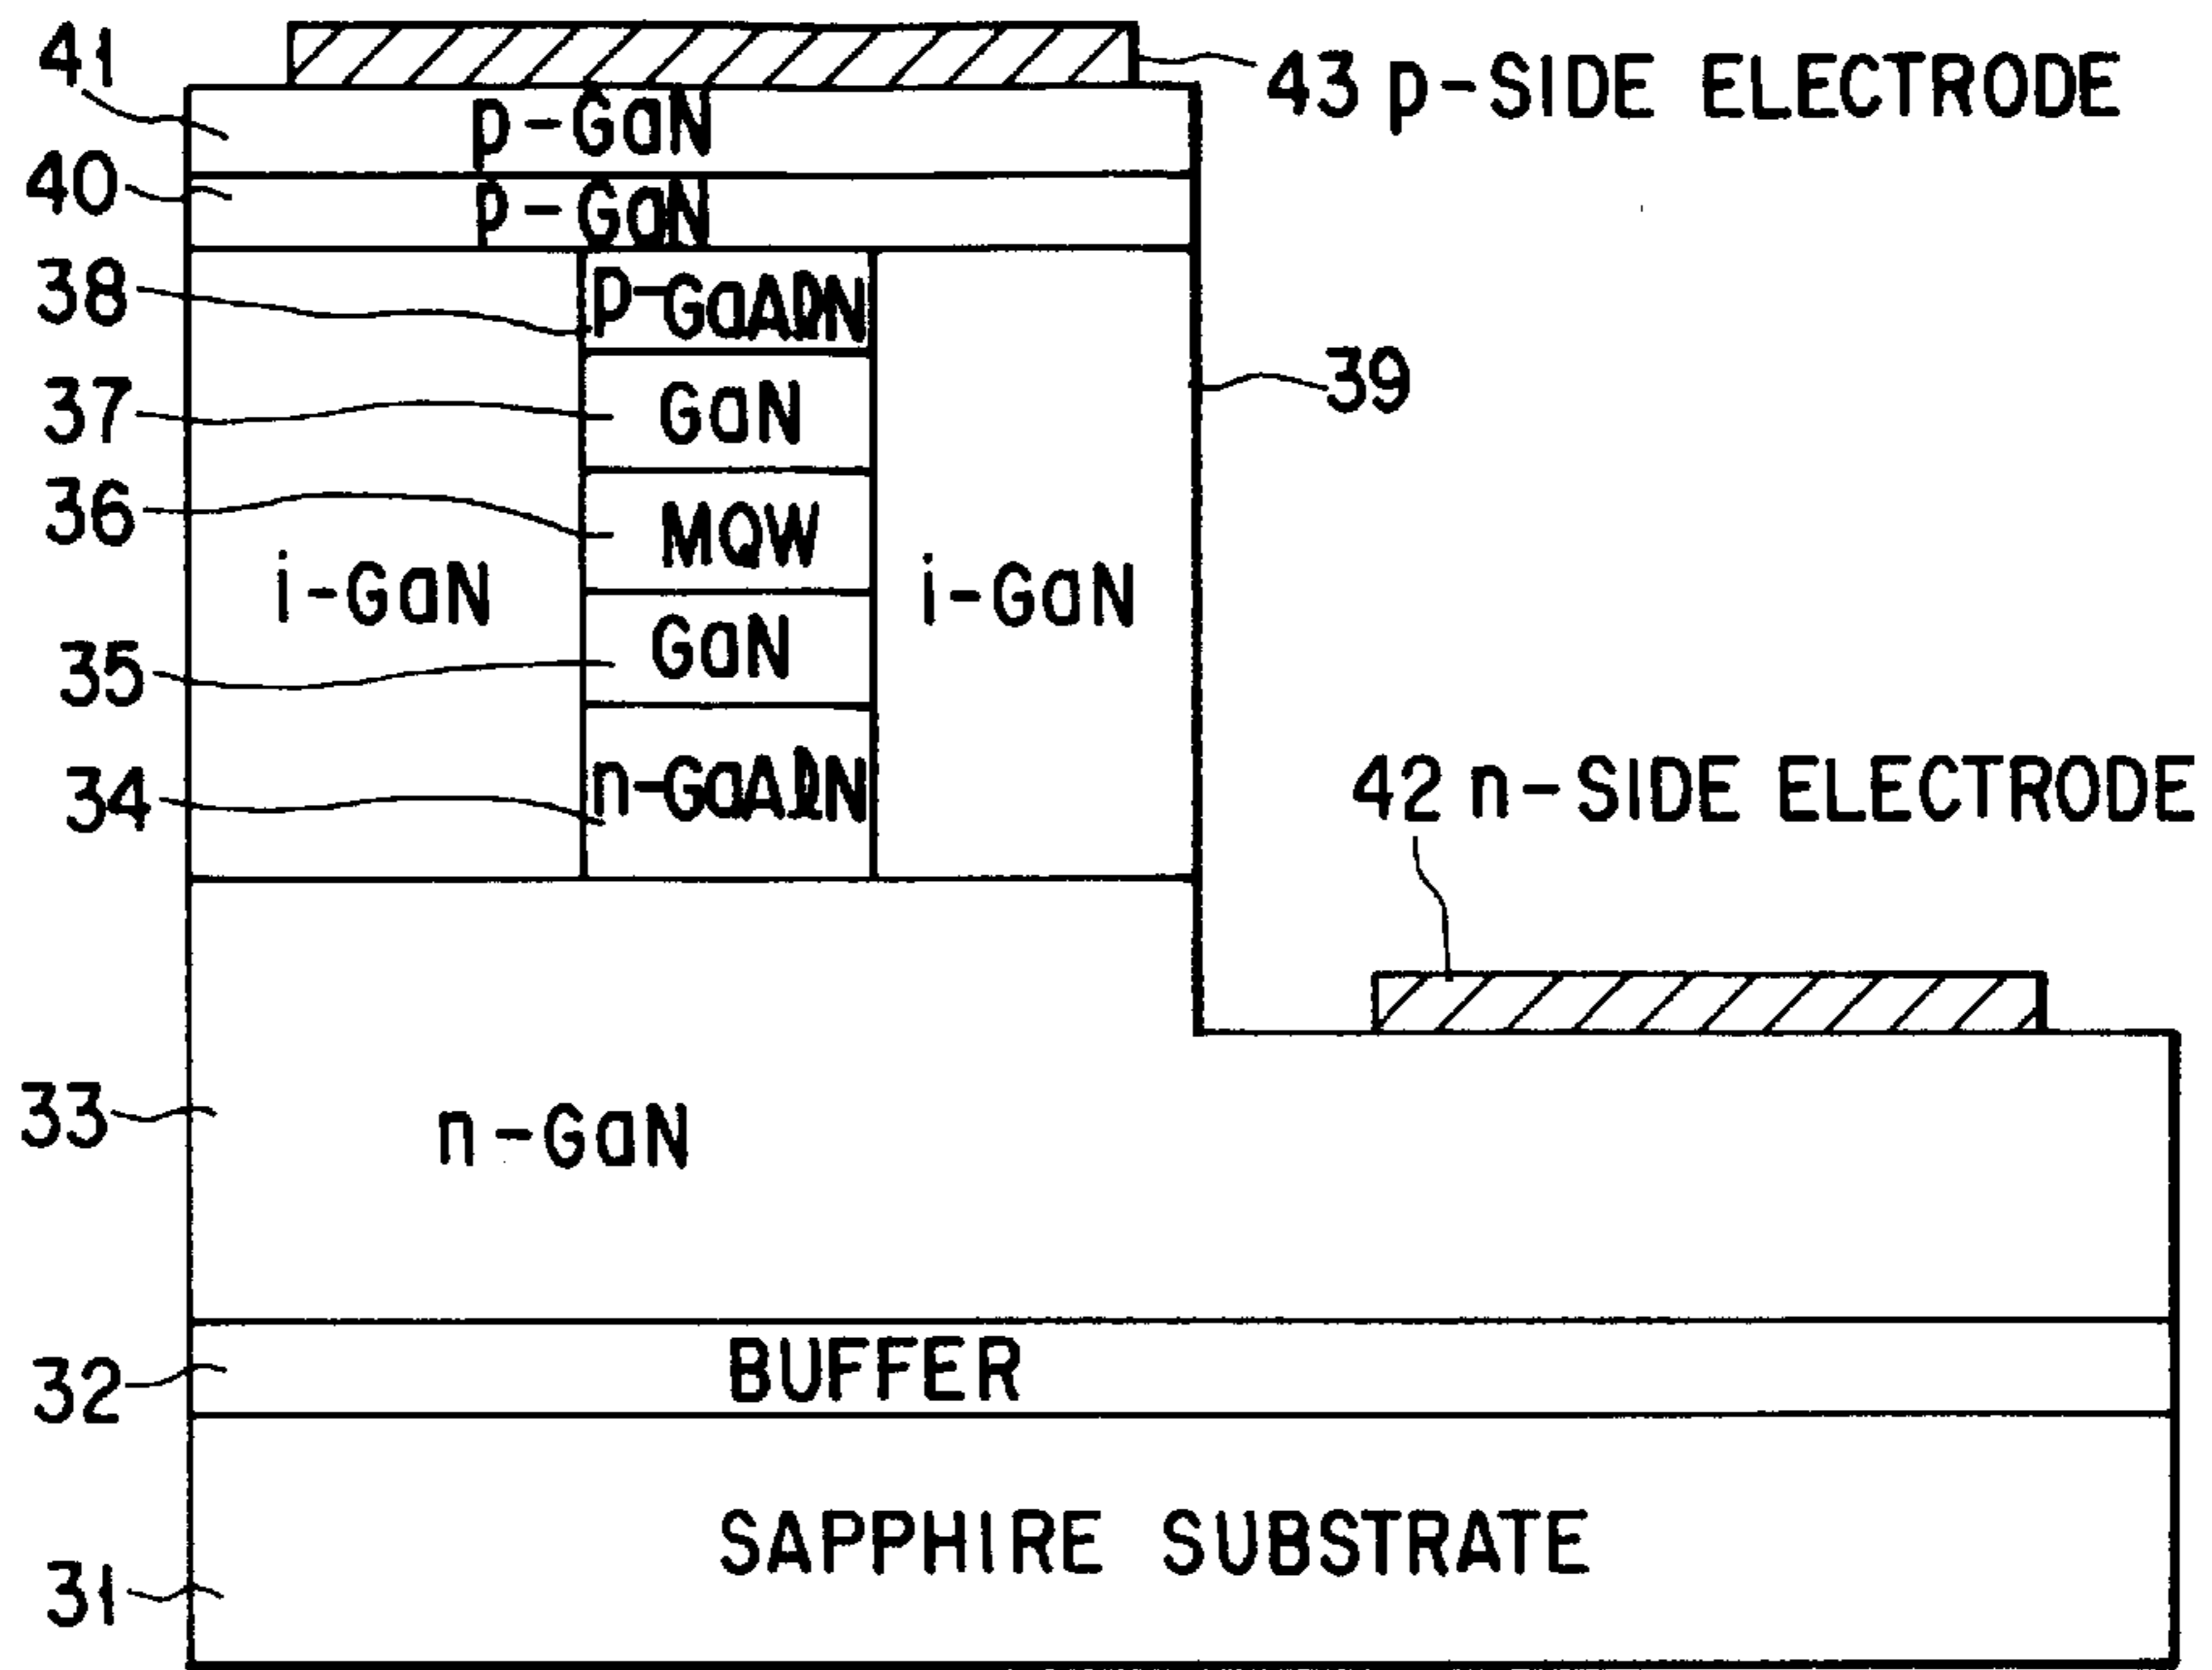 41
43 p-SIDE ELECTRODE
p-GaN
40
p-GaN
38
p-GaAlN
37
GaN
39
36
MQW
i-GaN
i-GaN
35
GaN
34
n-GaAlN
42 n-SIDE ELECTRODE
33
n-GaN
32
BUFFER
31
SAPPHIRE SUBSTRATE